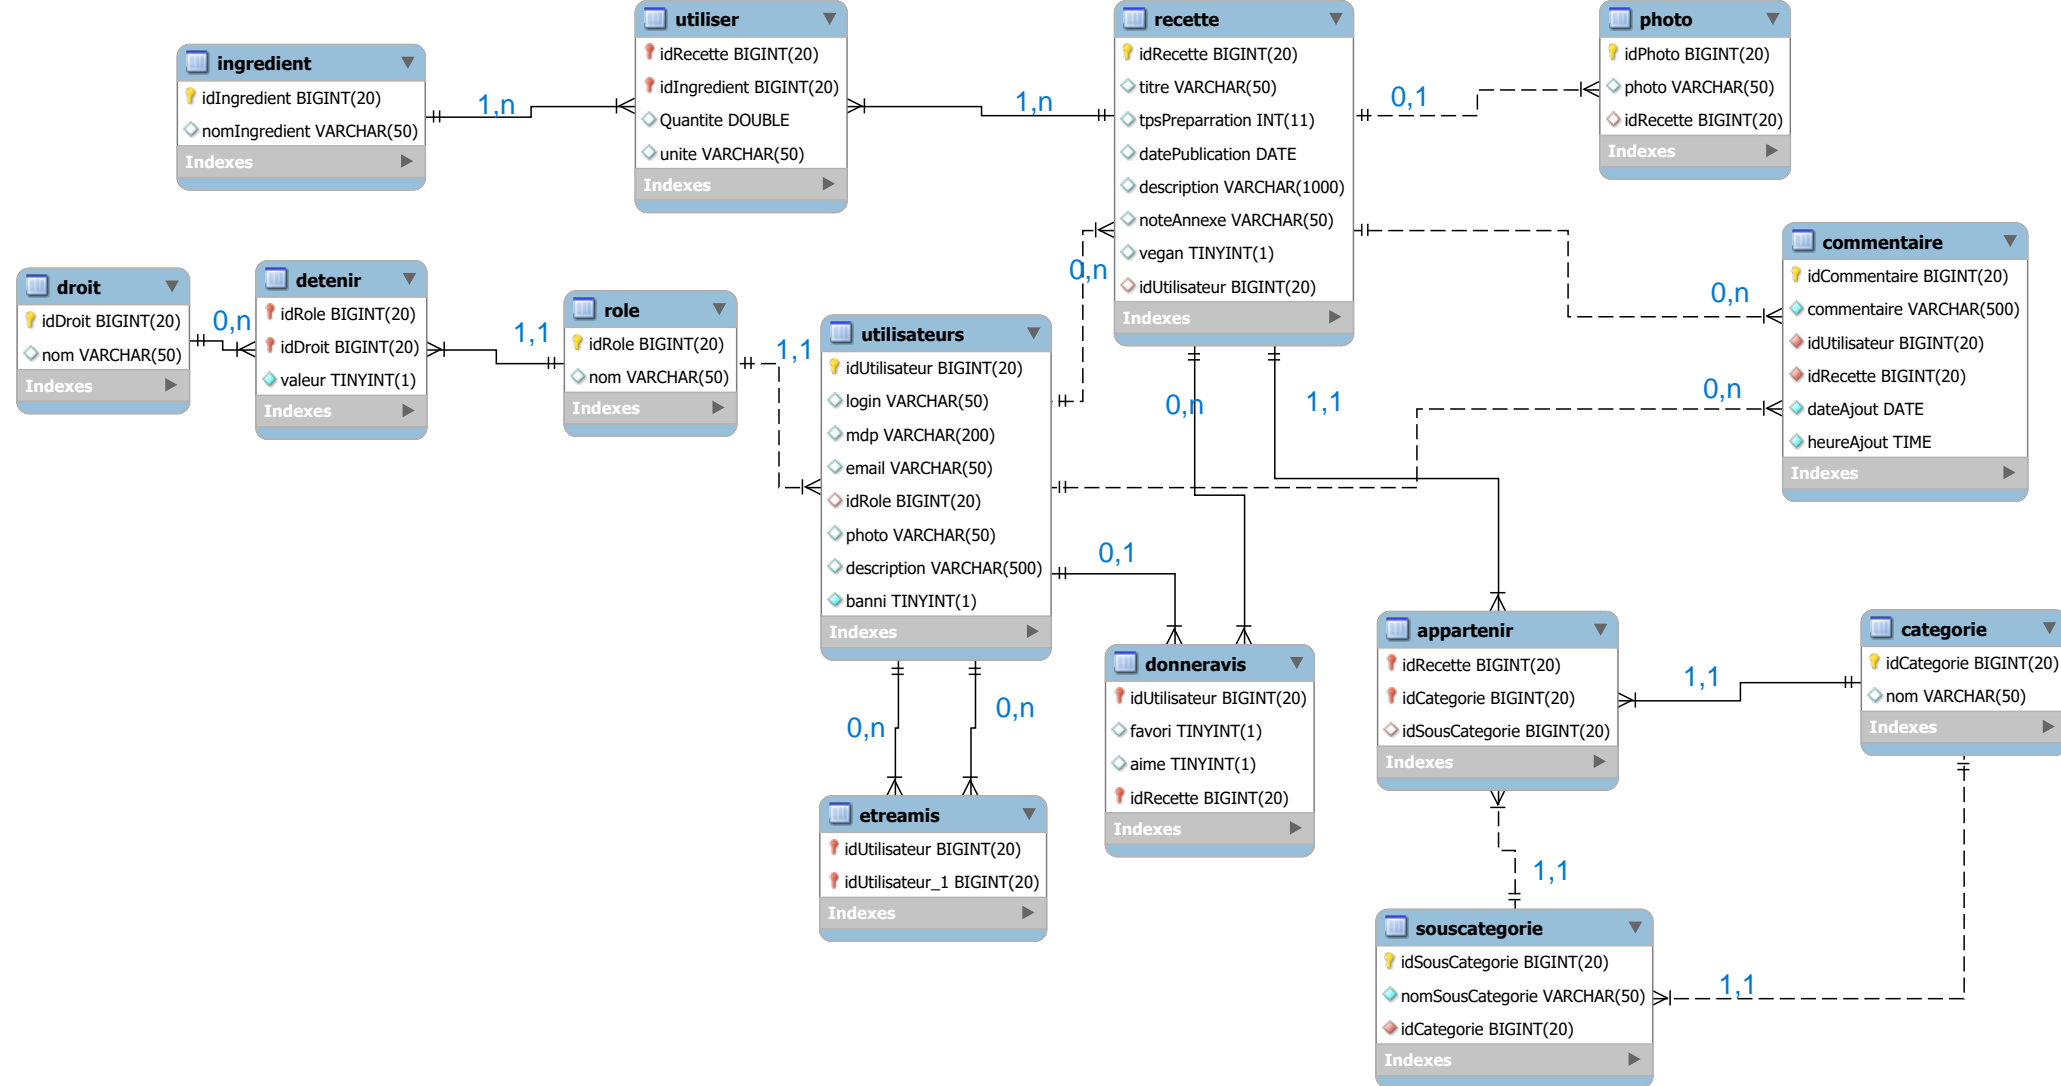 ingredient
idIngredient BIGINT(20)
nomIngredient VARCHAR(50)
Indexes
1,n
utiliser
idRecette BIGINT(20)
idIngredient BIGINT(20)
Quantite DOUBLE
unite VARCHAR(50)
Indexes
1,n
recette
idRecette BIGINT(20)
titre VARCHAR(50)
tpsPreparration INT(11)
datePublication DATE
description VARCHAR(1000)
noteAnnexe VARCHAR(50)
vegan TINYINT(1)
idUtilisateur BIGINT(20)
Indexes
0,1
photo
idPhoto BIGINT(20)
photo VARCHAR(50)
idRecette BIGINT(20)
Indexes
droit
idDroit BIGINT(20)
nom VARCHAR(50)
Indexes
0,n
detenir
idRole BIGINT(20)
idDroit BIGINT(20)
valeur TINYINT(1)
Indexes
1,1
role
idRole BIGINT(20)
nom VARCHAR(50)
Indexes
1,1
utilisateurs
idUtilisateur BIGINT(20)
login VARCHAR(50)
mdp VARCHAR(200)
email VARCHAR(50)
idRole BIGINT(20)
photo VARCHAR(50)
description VARCHAR(500)
banni TINYINT(1)
Indexes
0,n
0,n
1,1
0,n
0,n
commentaire
idCommentaire BIGINT(20)
commentaire VARCHAR(500)
idUtilisateur BIGINT(20)
idRecette BIGINT(20)
dateAjout DATE
heureAjout TIME
Indexes
0,1
0,n
0,n
etreamis
idUtilisateur BIGINT(20)
idUtilisateur_1 BIGINT(20)
Indexes
donneravis
idUtilisateur BIGINT(20)
favori TINYINT(1)
aime TINYINT(1)
idRecette BIGINT(20)
Indexes
appartenir
idRecette BIGINT(20)
idCategorie BIGINT(20)
idSousCategorie BIGINT(20)
Indexes
1,1
categorie
idCategorie BIGINT(20)
nom VARCHAR(50)
Indexes
1,1
souscategorie
idSousCategorie BIGINT(20)
nomSousCategorie VARCHAR(50)
idCategorie BIGINT(20)
Indexes
1,1